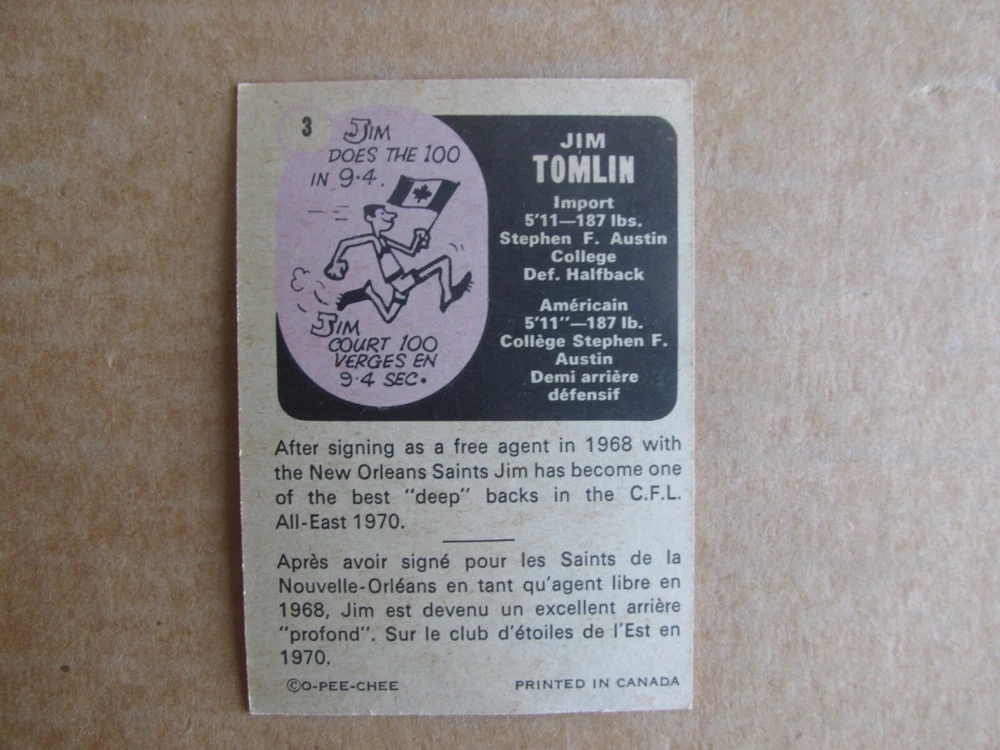 3
JIM
DOES THE 100
IN 9.4.
JIM
COURT 100
VERGES EN
9.4 SEC.
JIM
TOMLIN
Import
5'11—187 lbs.
Stephen F. Austin
College
Def. Halfback
Américain
5'11"—187 lb.
Collège Stephen F.
Austin
Demi arrière
défensif
After signing as a free agent in 1968 with
the New Orleans Saints Jim has become one
of the best "deep" backs in the C.F.L.
All-East 1970.
Après avoir signé pour les Saints de la
Nouvelle-Orléans en tant qu'agent libre en
1968, Jim est devenu un excellent arrière
"profond". Sur le club d'étoiles de l'Est en
1970.
©O-PEE-CHEE PRINTED IN CANADA